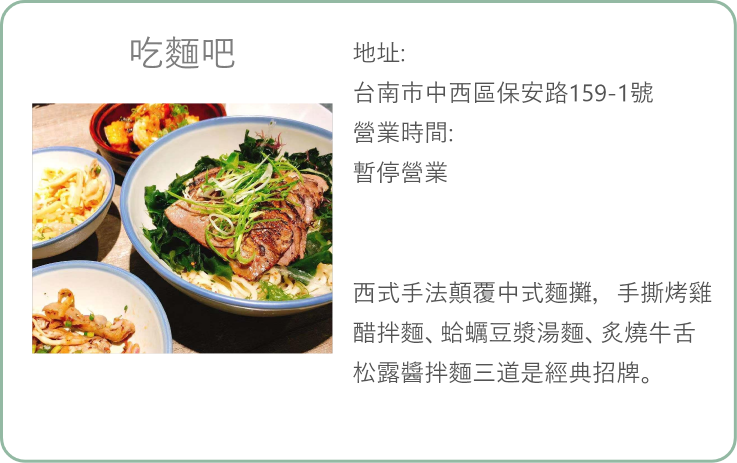 吃麵吧
地址:
台南市中西區保安路159-1號
營業時間:
暫停營業
西式手法顛覆中式麵攤，手撕烤雞
醋拌麵、蛤蠣豆漿湯麵、炙燒牛舌
松露醬拌麵三道是經典招牌。